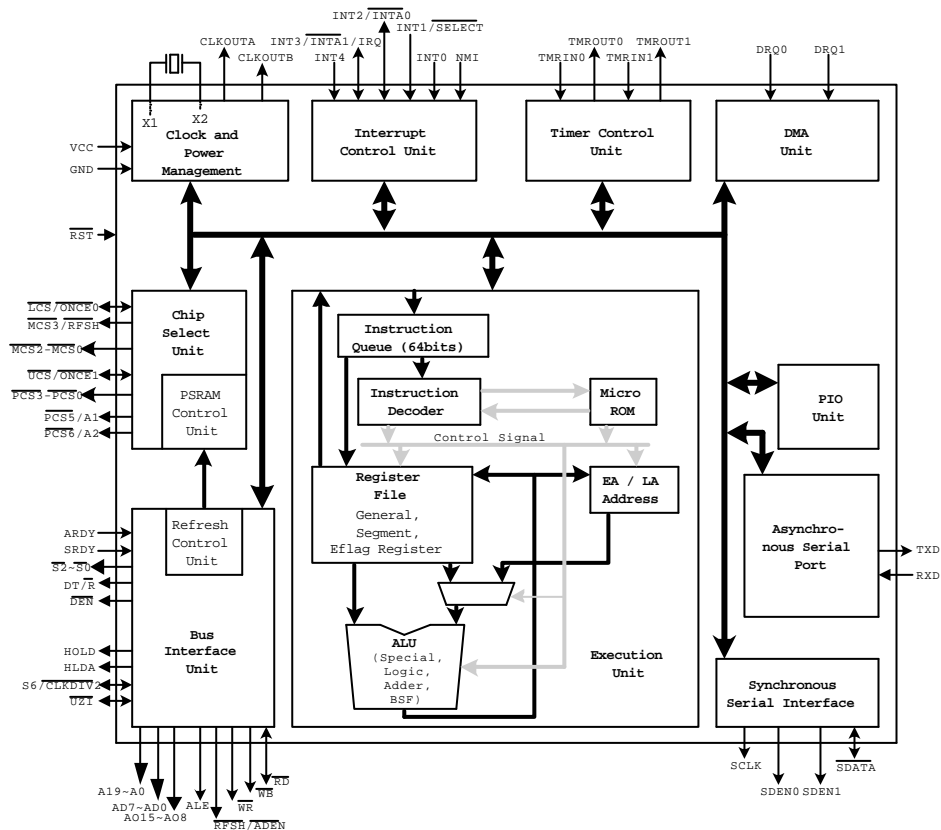 INT2/INTA0
CLKOUTA
INT3/INTA1/IRQ
INT1/SELECT
TMROUT0 TMROUT1
CLKOUTB
INT4
INT0 NMI
TMRIN0
TMRIN1
DRQ0
DRQ1
X1
X2
Clock and
Power
Management
Interrupt
Control Unit
Timer Control
Unit
DMA
Unit
VCC
GND
RST
LCS/ONCE0
MCS3/RFSH
MCS2-MCS0
UCS/ONCE1
PCS3-PCS0
PCS5/A1
PCS6/A2
Chip
Select
Unit
PSRAM
Control
Unit
Instruction
Queue (64bits)
Instruction
Decoder
Micro
ROM
Control Signal
Register
File
General,
Segment,
Eflag Register
EA / LA
Address
PIO
Unit
Asynchro-
nous Serial
Port
TXD
RXD
ARDY
SRDY
S2~S0
DT/R
DEN
HOLD
HLDA
S6/CLKDIV2
UZI
Refresh
Control
Unit
Bus
Interface
Unit
ALU
(Special,
Logic,
Adder,
BSF)
Execution
Unit
Synchronous
Serial Interface
A19~A0
AD7~AD0
AO15~AO8
ALE
RFSH/ADEN
WR
WB
RD
SCLK
SDEN0
SDEN1
SDATA